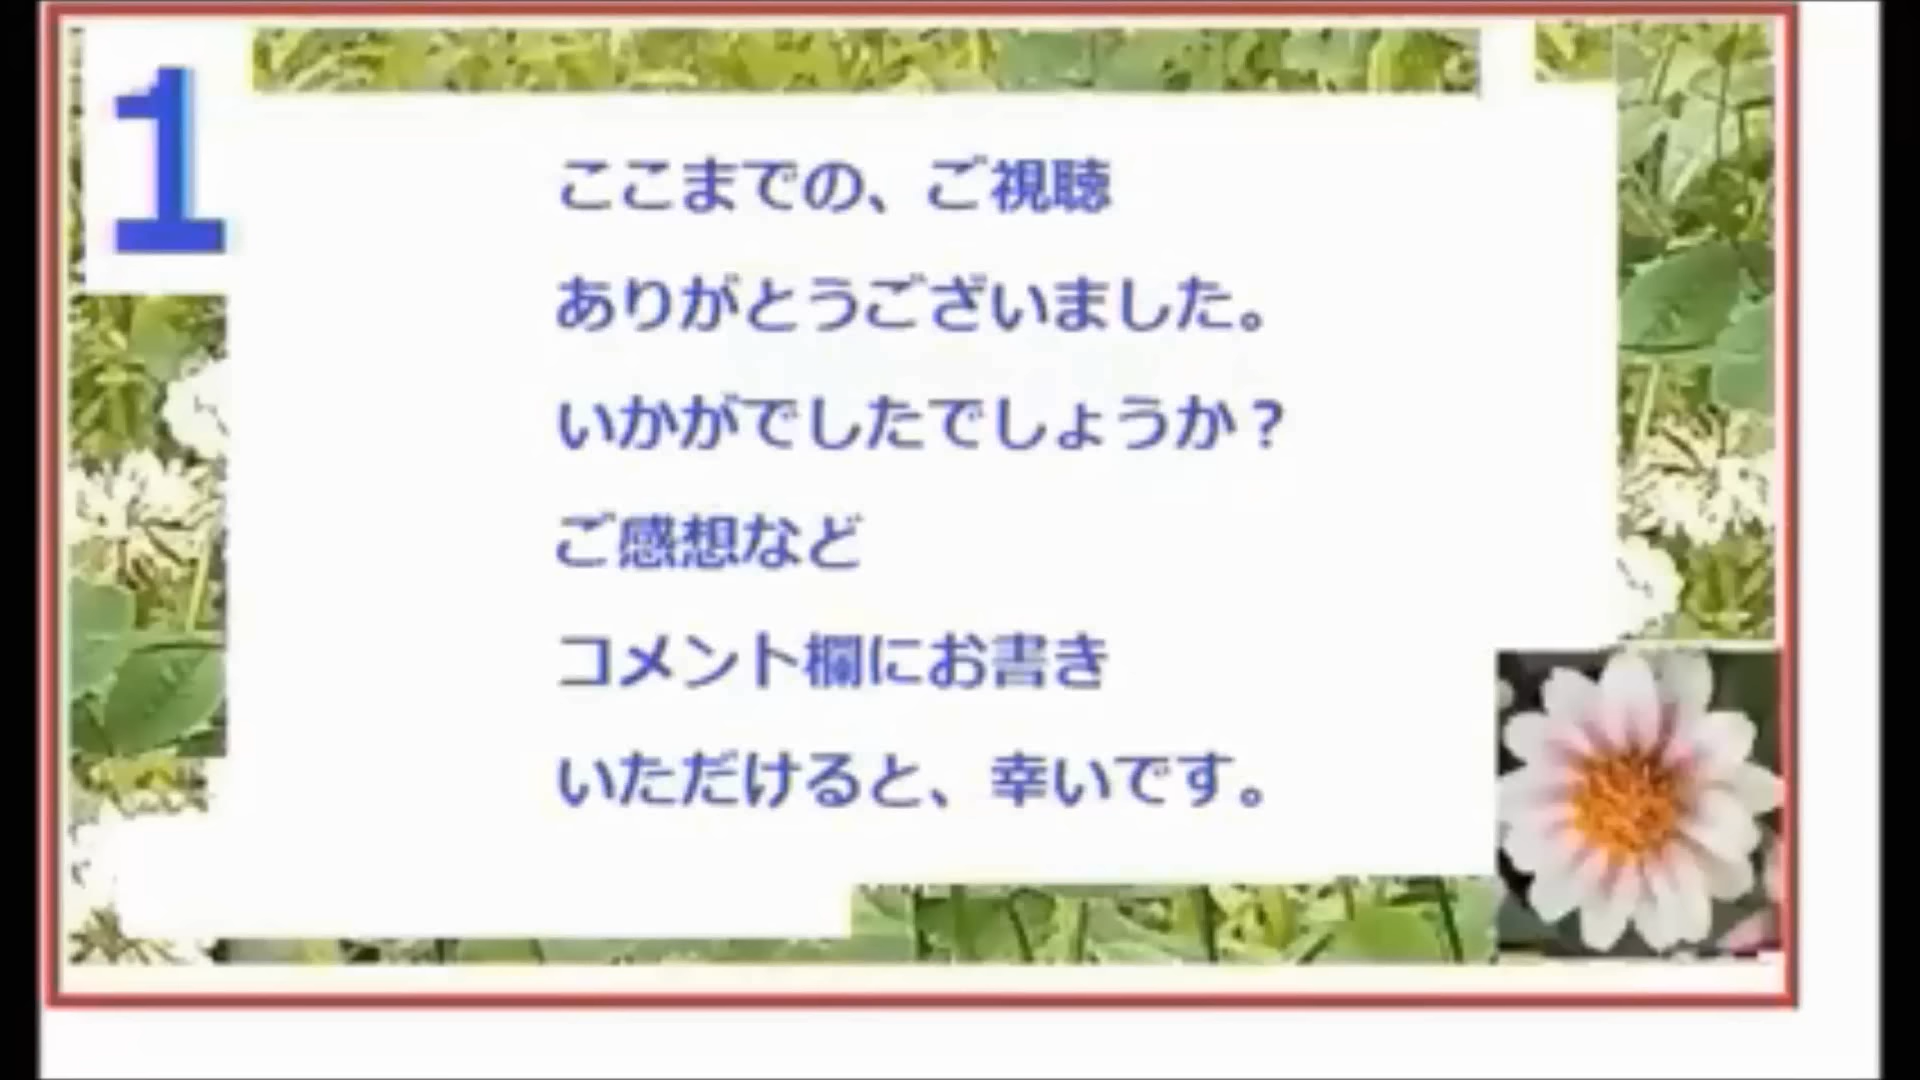 1
ここまでの、ご視聴
ありがとうございました。
いかがでしたでしょうか？
ご感想など
コメント欄にお書き
いただけると、幸いです。